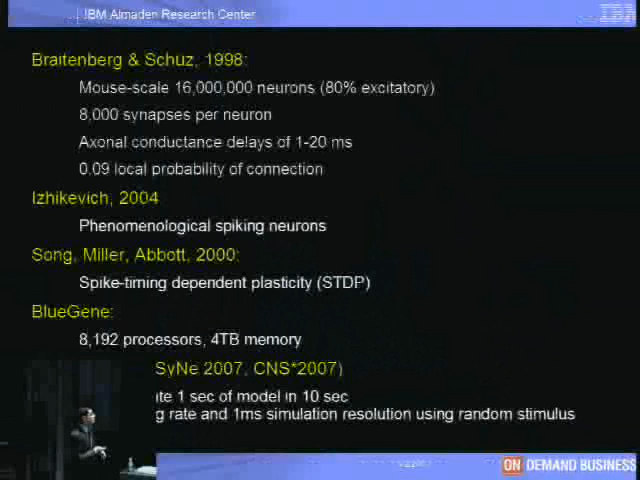 IBM Almaden Research Center
IBM
Braitenberg & Schüz, 1998:
Mouse-scale 16,000,000 neurons (80% excitatory)
8,000 synapses per neuron
Axonal conductance delays of 1-20 ms
0.09 local probability of connection
Izhikevich, 2004
Phenomenological spiking neurons
Song, Miller, Abbott, 2000:
Spike-timing dependent plasticity (STDP)
BlueGene:
8,192 processors, 4TB memory
SyNe 2007, CNS*2007)
te 1 sec of model in 10 sec
g rate and 1ms simulation resolution using random stimulus
ON DEMAND BUSINESS